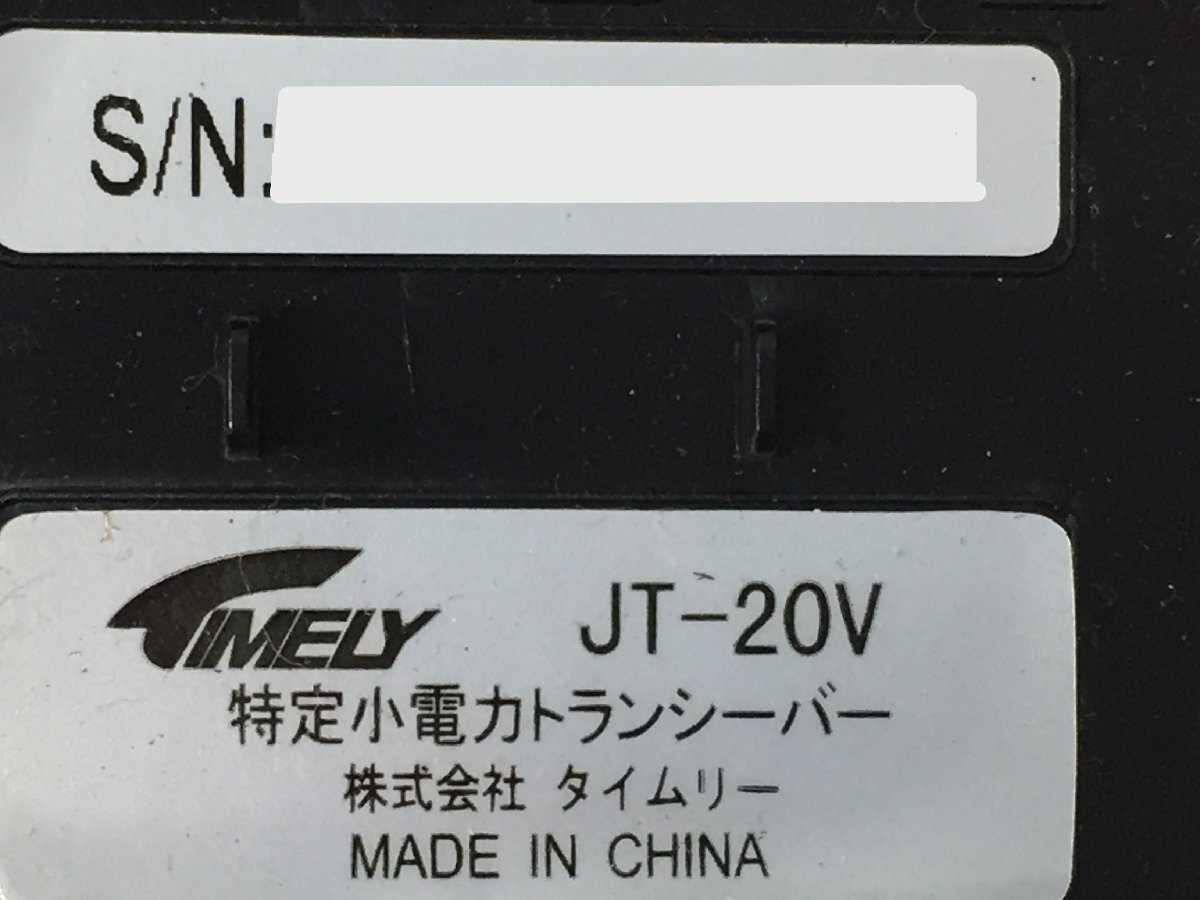 S/N:
TIMELY JT-20V
特定小電力トランシーバー
株式会社 タイムリー
MADE IN CHINA